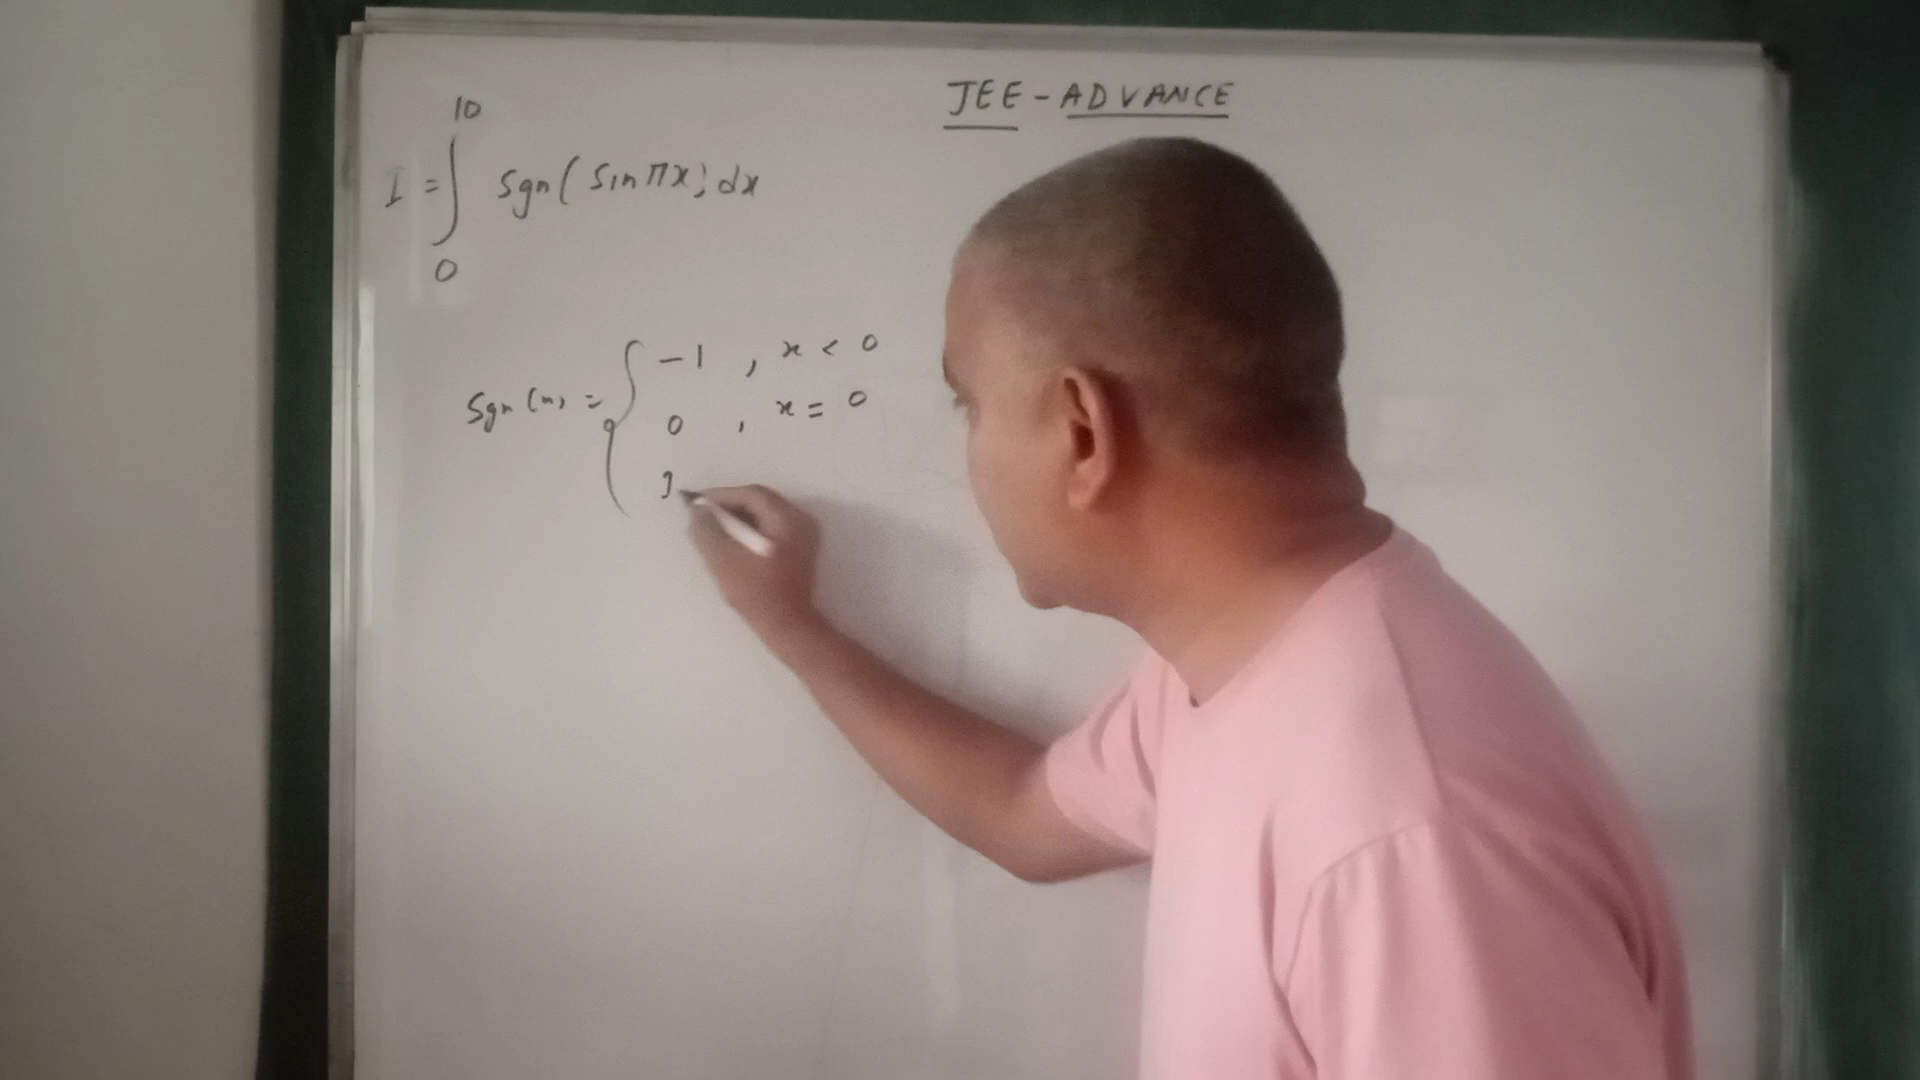 JEE - ADVANCE
10
I = ∫ sgn( sin πx) dx
0
-1 , x < 0
Sgn (x) = { 0 , x = 0
1